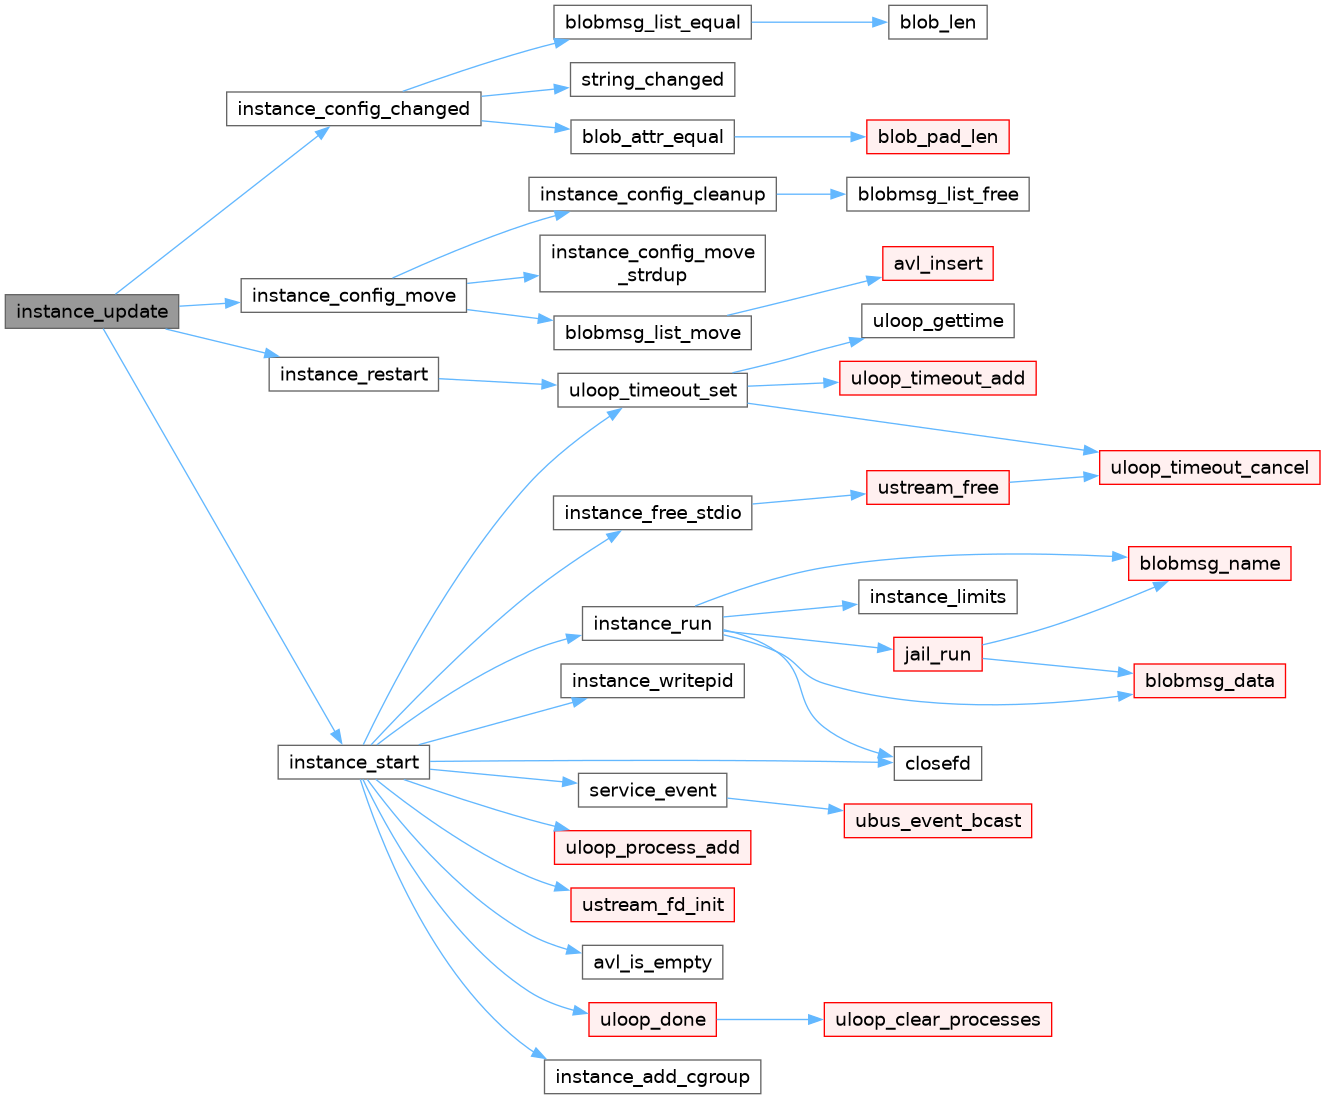 blobmsg_list_equal
blob_len
string_changed
instance_config_changed
blob_attr_equal
blob_pad_len
instance_config_cleanup
blobmsg_list_free
instance_config_move
_strdup
avl_insert
instance_config_move
instance_update
blobmsg_list_move
uloop_gettime
instance_restart
uloop_timeout_set
uloop_timeout_add
uloop_timeout_cancel
ustream_free
instance_free_stdio
blobmsg_name
instance_limits
instance_run
jail_run
instance_writepid
blobmsg_data
instance_start
closefd
service_event
ubus_event_bcast
uloop_process_add
ustream_fd_init
avl_is_empty
uloop_done
uloop_clear_processes
instance_add_cgroup